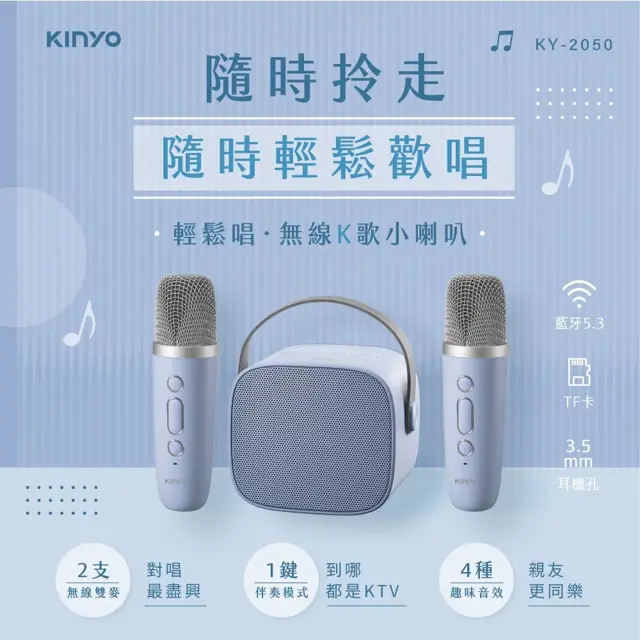 KINYO
KY-2050
隨時拎走
隨時輕鬆歡唱
·輕鬆唱·無線K歌小喇叭·
藍牙5.3
TF卡
3.5
mm
耳機孔
KINYO
KINYO
2支
無線雙麥
對唱
最盡興
1鍵
伴奏模式
到哪
都是KTV
4種
趣味音效
親友
更同樂